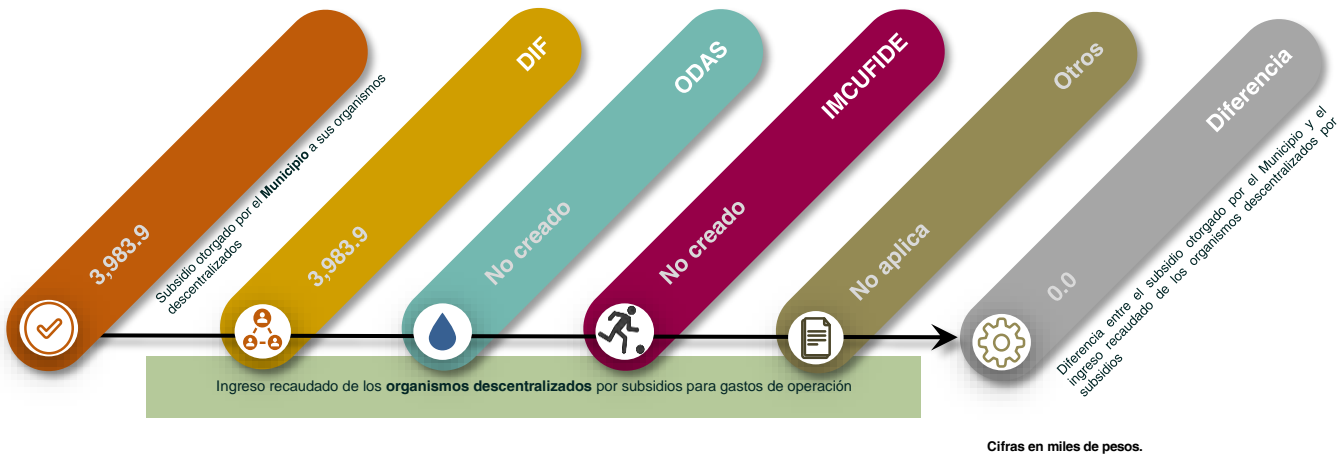 3,983.9
Subsidio otorgado por el Municipio a sus organismos
descentralizados
DIF
3,983.9
ODAS
No creado
IMCUFIDE
No creado
Otros
No aplica
Diferencia
0.0
Diferencia entre el subsidio otorgado por el Municipio y el
ingreso recaudado de los organismos descentralizados por
subsidios
Ingreso recaudado de los organismos descentralizados por subsidios para gastos de operación
Cifras en miles de pesos.